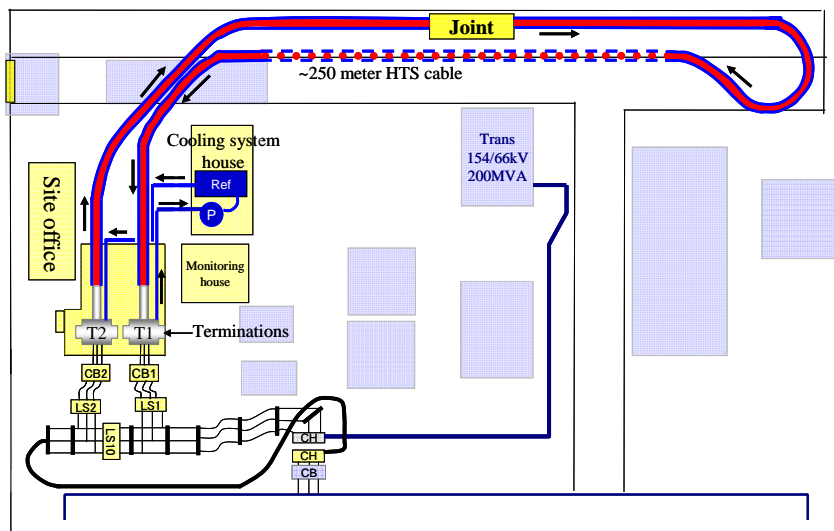 Joint
~250 meter HTS cable
Cooling system
house
Trans
154/66kV
200MVA
Ref
P
Site office
Monitoring
house
T2
T1
Terminations
CB2
CB1
LS2
LS1
LS10
CH
CH
CB